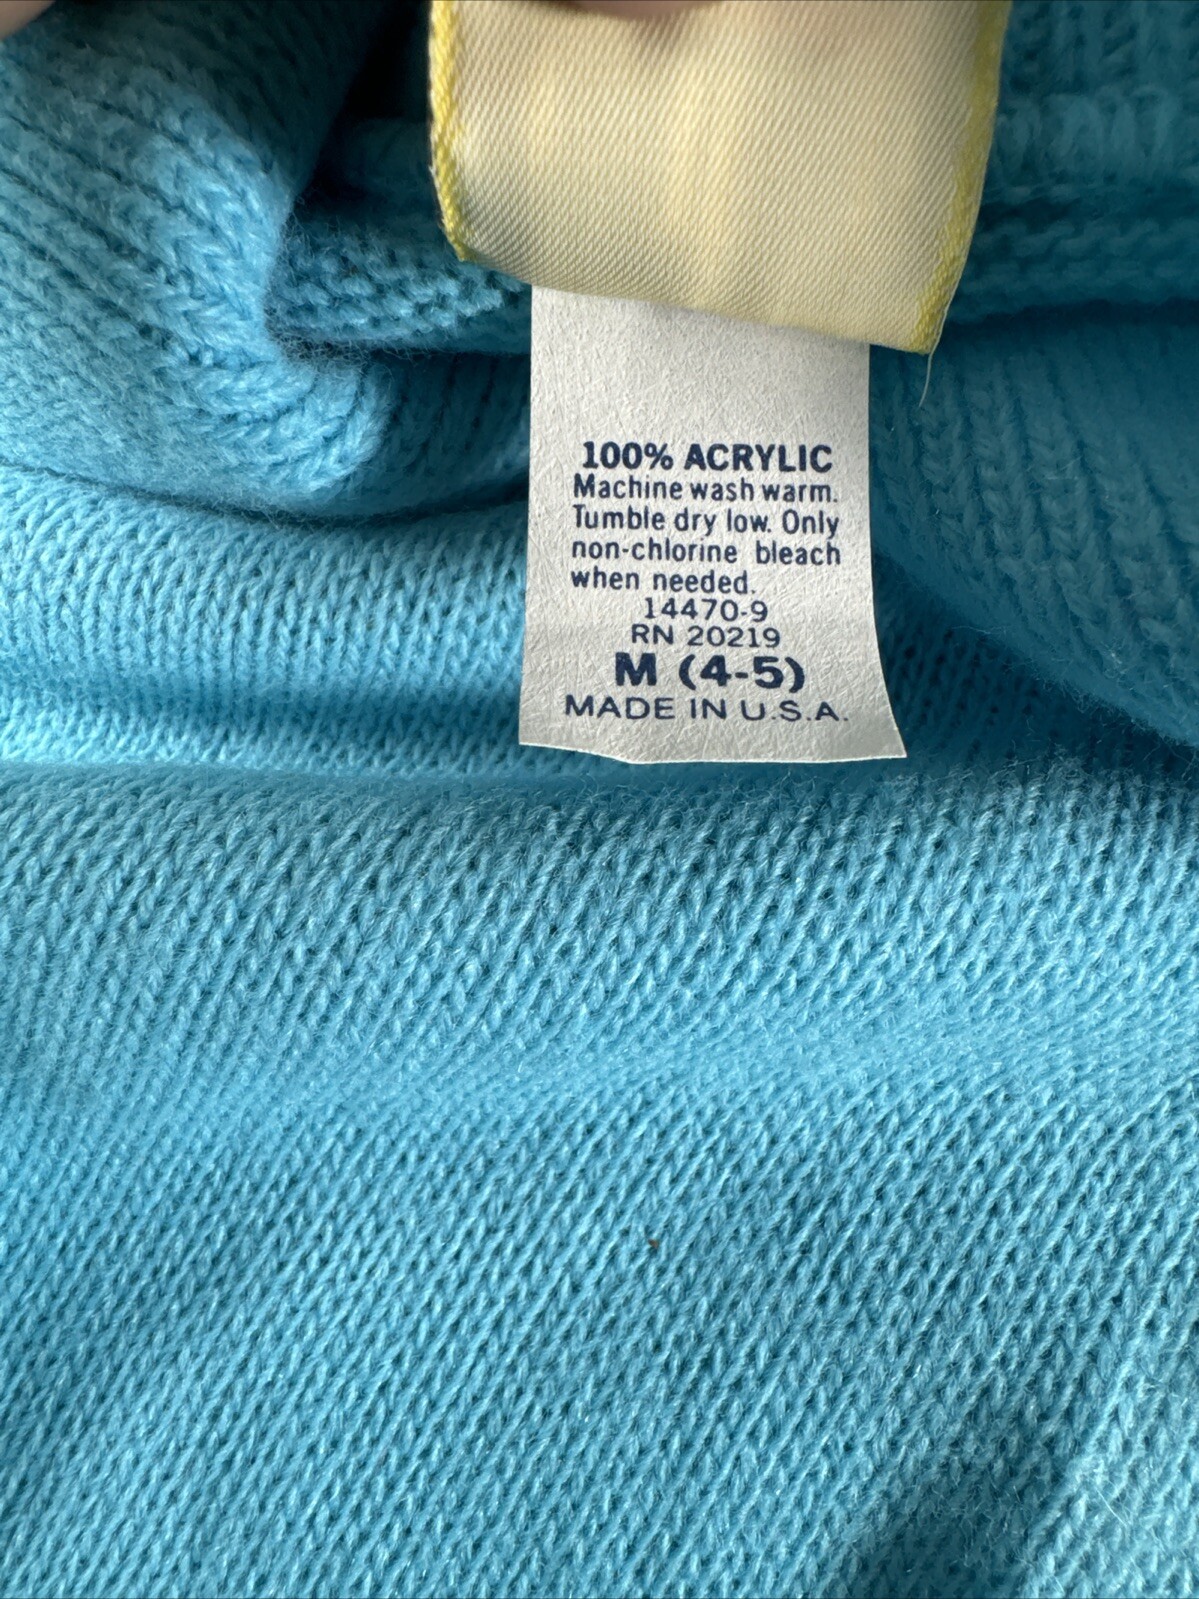 100% ACRYLIC
Machine wash warm.
Tumble dry low. Only
non-chlorine bleach
when needed.
14470-9
RN 20219
M (4-5)
MADE IN U.S.A.